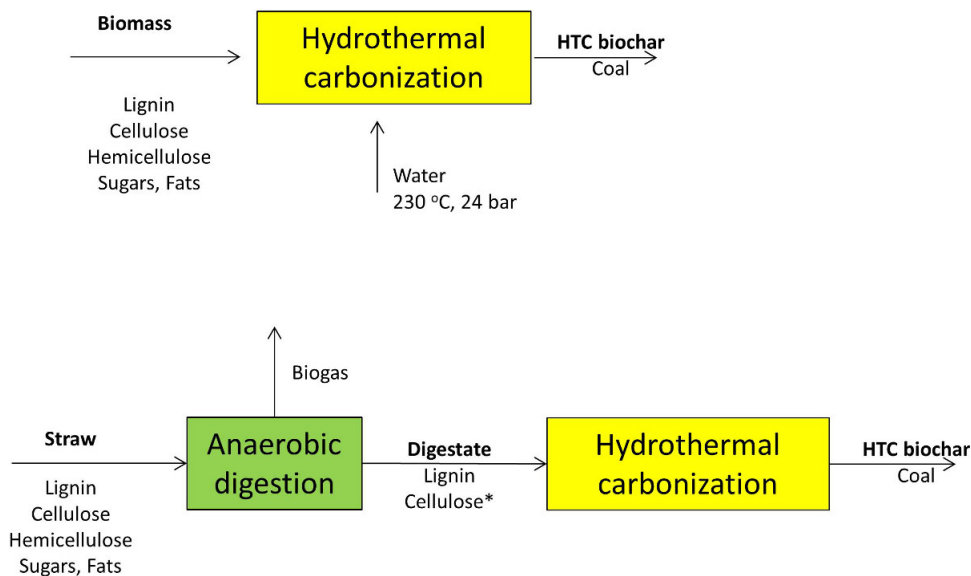 Biomass
Hydrothermal
carbonization
HTC biochar
Coal
Lignin
Cellulose
Hemicellulose
Sugars, Fats
Water
230 °C, 24 bar
Biogas
Straw
Anaerobic
digestion
Digestate
Lignin
Cellulose*
Hydrothermal
carbonization
HTC biochar
Coal
Lignin
Cellulose
Hemicellulose
Sugars, Fats